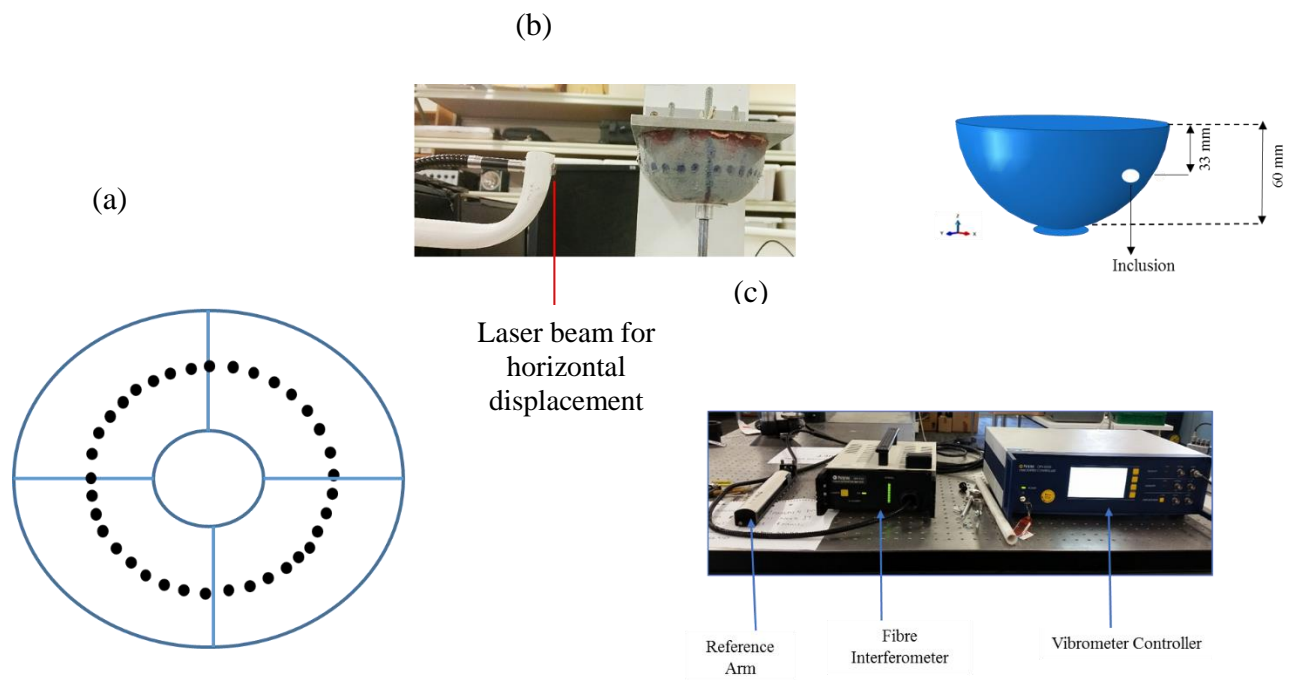 (b)
(a)
33 mm
60 mm
Inclusion
(c)
Laser beam for
horizontal
displacement
Reference
Arm
Fibre
Interferometer
Vibrometer Controller